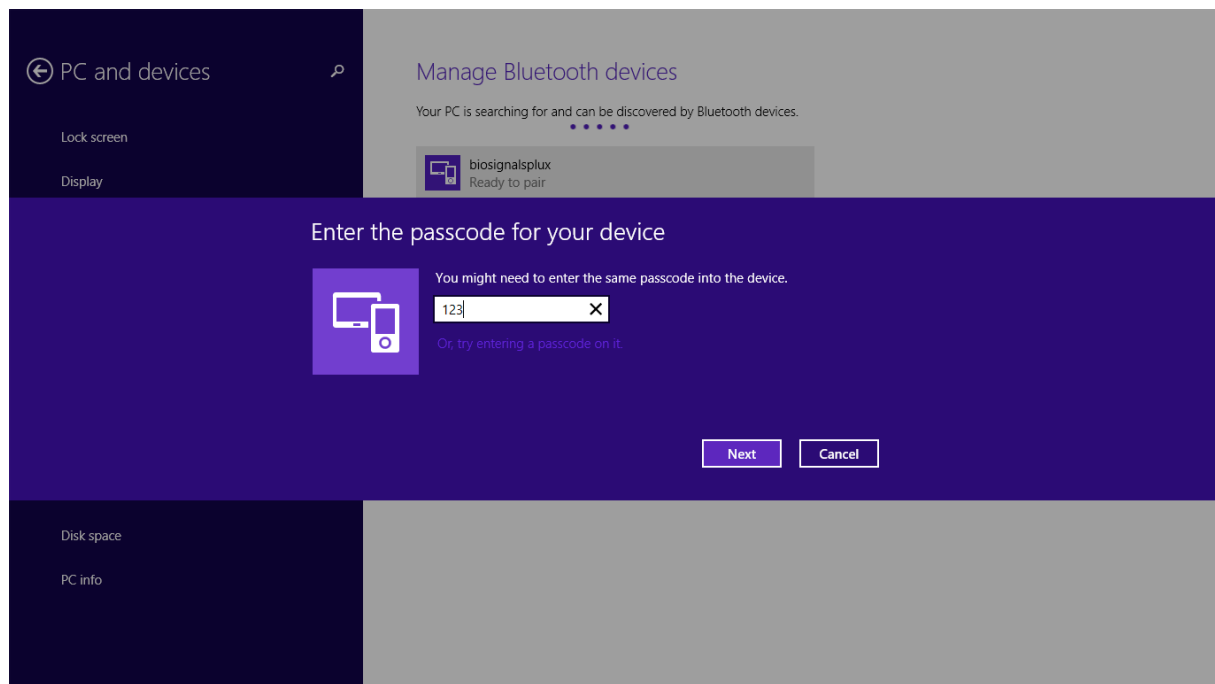 PC and devices
Lock screen
Display
Manage Bluetooth devices
Your PC is searching for and can be discovered by Bluetooth devices.
biosignalsplux
Ready to pair
Enter the passcode for your device
You might need to enter the same passcode into the device.
123
Or, try entering a passcode on it.
Next
Cancel
Disk space
PC info